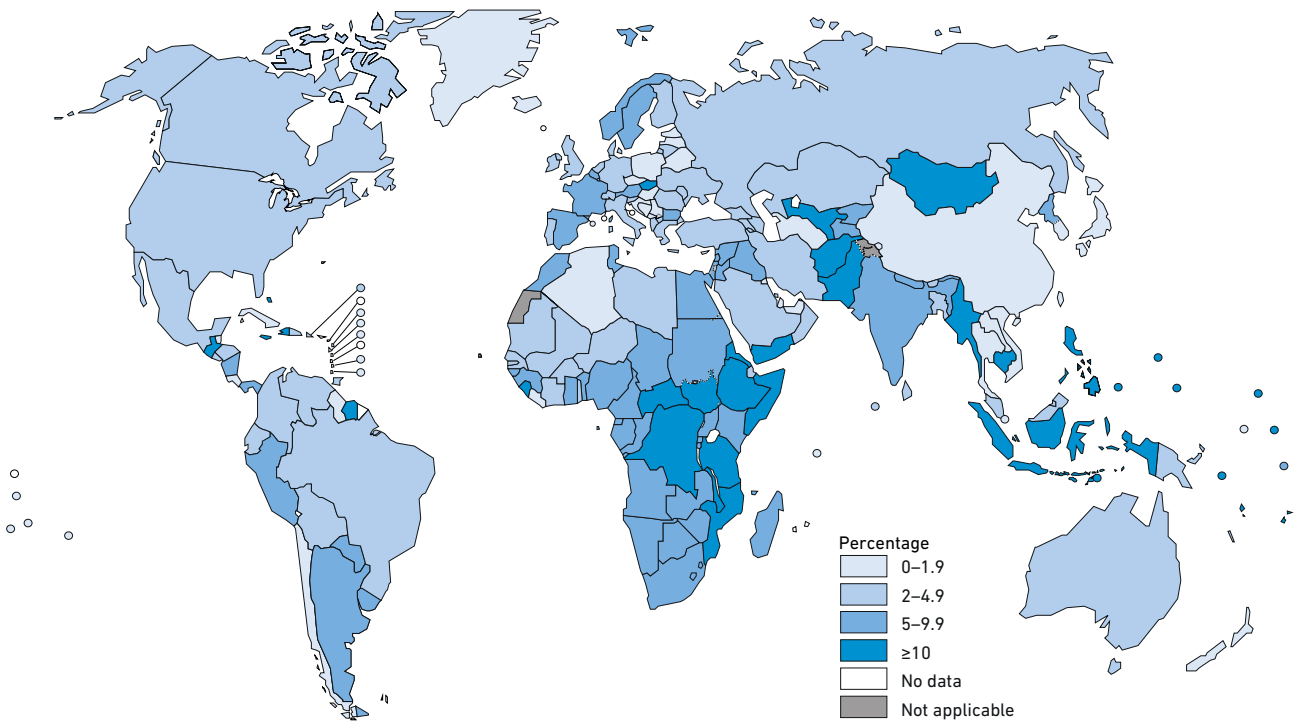 Percentage
0–1.9
2–4.9
5–9.9
≥10
No data
Not applicable